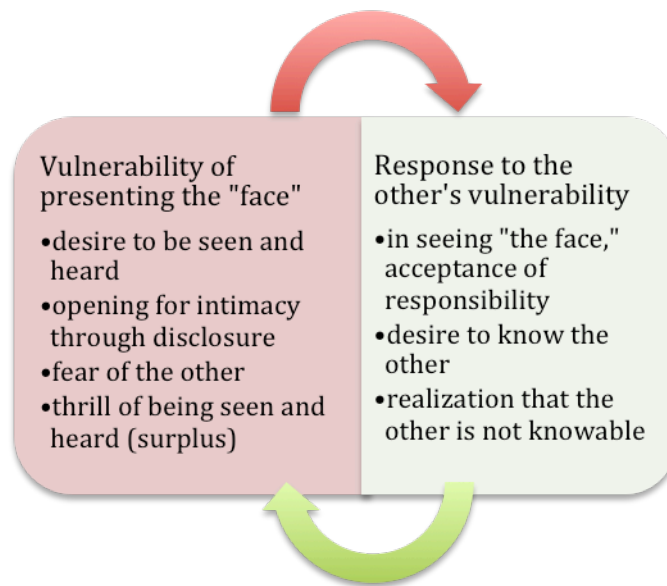 Vulnerability of
presenting the "face"
•desire to be seen and
heard
•opening for intimacy
through disclosure
•fear of the other
•thrill of being seen and
heard (surplus)
Response to the
other's vulnerability
•in seeing "the face,"
acceptance of
responsibility
•desire to know the
other
•realization that the
other is not knowable